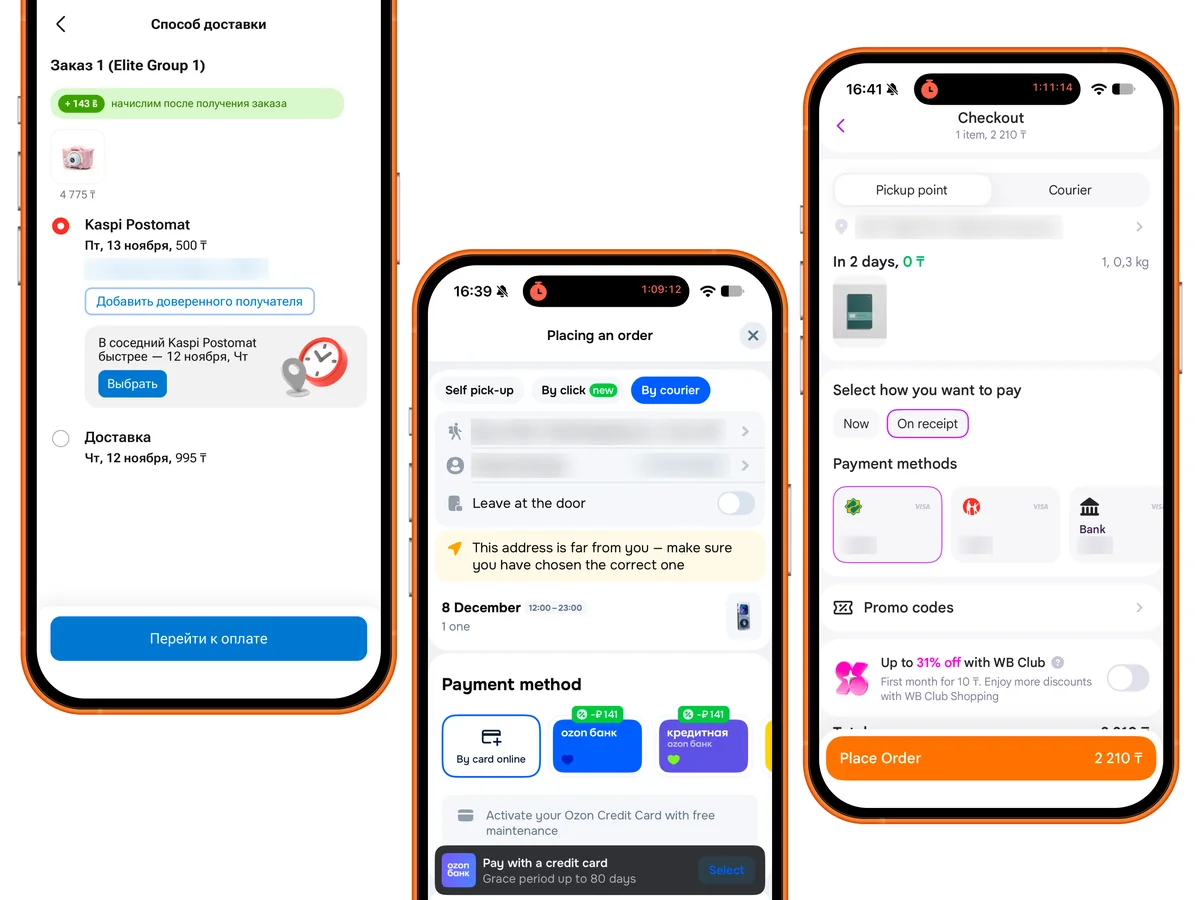 Способ доставки
Заказ 1 (Elite Group 1)
+ 143 Б начислим после получения заказа
4 775 ₸
Kaspi Postomat
Пт, 13 ноября, 500 ₸
Добавить доверенного получателя
В соседний Kaspi Postomat
быстрее — 12 ноября, Чт
Выбрать
Доставка
Чт, 12 ноября, 995 ₸
Перейти к оплате
16:39
1:09:12
Placing an order
Self pick-up
By click new
By courier
Leave at the door
This address is far from you — make sure
you have chosen the correct one
8 December 12:00–23:00
1 one
Payment method
By card online
-₽141
ozon банк
-₽141
кредитная
ozon банк
Activate your Ozon Credit Card with free
maintenance
ozon
банк
Pay with a credit card
Grace period up to 80 days
Select
16:41
1:11:14
Checkout
1 item, 2 210 ₸
Pickup point
Courier
In 2 days, 0 ₸
1, 0,3 kg
Select how you want to pay
Now
On receipt
Payment methods
VISA
VISA
Bank
Promo codes
Up to 31% off with WB Club ?
First month for 10 ₸. Enjoy more discounts
with WB Club Shopping
Place Order
2 210 ₸